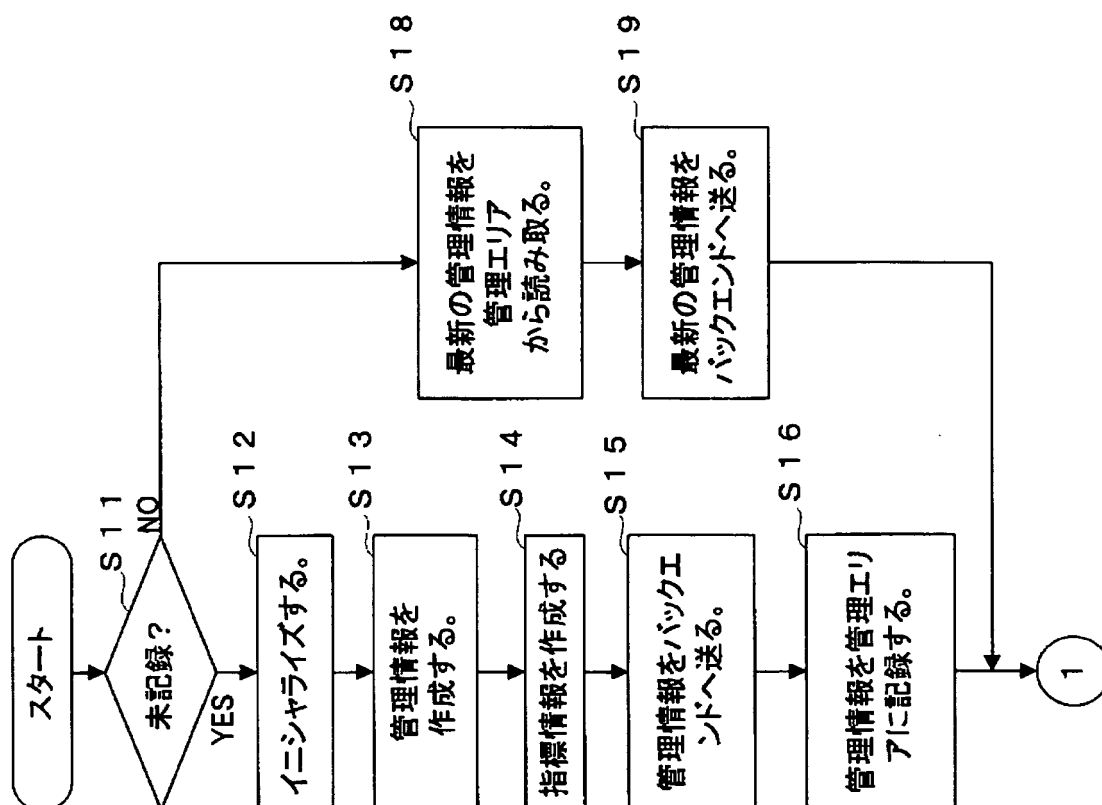 スタート
S11
未記録?
NO
YES
S12
イニシャライズする。
S13
管理情報を
作成する。
S14
指標情報を作成する
S15
管理情報をバックエ
ンドへ送る。
S16
管理情報を管理エリ
アに記録する。
S18
最新の管理情報を
管理エリア
から読み取る。
S19
最新の管理情報を
バックエンドへ送る。
1